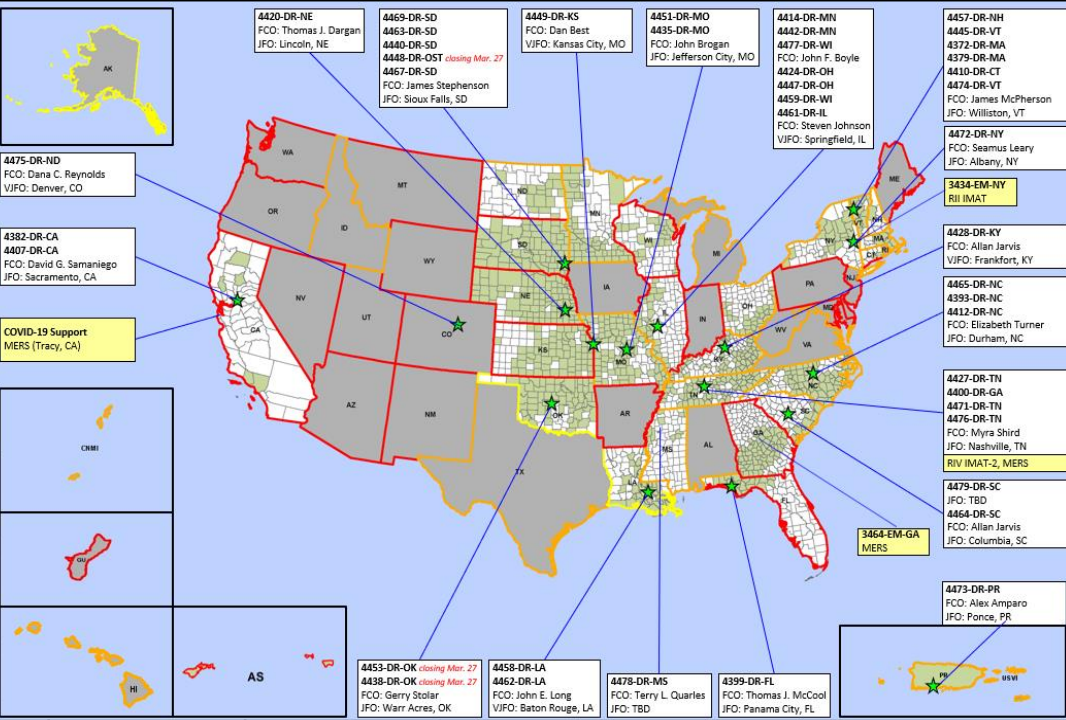 4420-DR-NE
FCO: Thomas J. Dargan
JFO: Lincoln, NE
4469-DR-SD
4463-DR-SD
4440-DR-SD
4448-DR-OST closing Mar. 27
4467-DR-SD
FCO: James Stephenson
JFO: Sioux Falls, SD
4449-DR-KS
FCO: Dan Best
VJFO: Kansas City, MO
4451-DR-MO
4435-DR-MO
FCO: John Brogan
JFO: Jefferson City, MO
4414-DR-MN
4442-DR-MN
4477-DR-WI
FCO: John F. Boyle
4424-DR-OH
4447-DR-OH
4459-DR-WI
4461-DR-IL
FCO: Steven Johnson
VJFO: Springfield, IL
4457-DR-NH
4445-DR-VT
4372-DR-MA
4379-DR-MA
4410-DR-CT
4474-DR-VT
FCO: James McPherson
JFO: Williston, VT
4472-DR-NY
FCO: Seamus Leary
JFO: Albany, NY
3434-EM-NY
RII IMAT
4428-DR-KY
FCO: Allan Jarvis
VJFO: Frankfort, KY
4465-DR-NC
4393-DR-NC
4412-DR-NC
FCO: Elizabeth Turner
JFO: Durham, NC
4427-DR-TN
4400-DR-GA
4471-DR-TN
4476-DR-TN
FCO: Myra Shird
JFO: Nashville, TN
RIV IMAT-2, MERS
4479-DR-SC
JFO: TBD
4464-DR-SC
FCO: Allan Jarvis
JFO: Columbia, SC
3464-EM-GA
MERS
4473-DR-PR
FCO: Alex Amparo
JFO: Ponce, PR
4475-DR-ND
FCO: Dana C. Reynolds
VJFO: Denver, CO
4382-DR-CA
4407-DR-CA
FCO: David G. Samaniego
JFO: Sacramento, CA
COVID-19 Support
MERS (Tracy, CA)
4453-DR-OK closing Mar. 27
4438-DR-OK closing Mar. 27
FCO: Gerry Stolar
JFO: Warr Acres, OK
4458-DR-LA
4462-DR-LA
FCO: John E. Long
VJFO: Baton Rouge, LA
4478-DR-MS
FCO: Terry L. Quarles
JFO: TBD
4399-DR-FL
FCO: Thomas J. McCool
JFO: Panama City, FL
AK
CNMI
GU
HI
AS
PR
USVI
WA
OR
ID
MT
WY
NV
UT
CO
CA
AZ
NM
ND
SD
NE
KS
OK
TX
MN
IA
MO
AR
LA
WI
IL
MI
IN
OH
KY
TN
MS
AL
GA
FL
SC
NC
VA
WV
PA
NY
VT
NH
ME
MA
RI
CT
NJ
MD